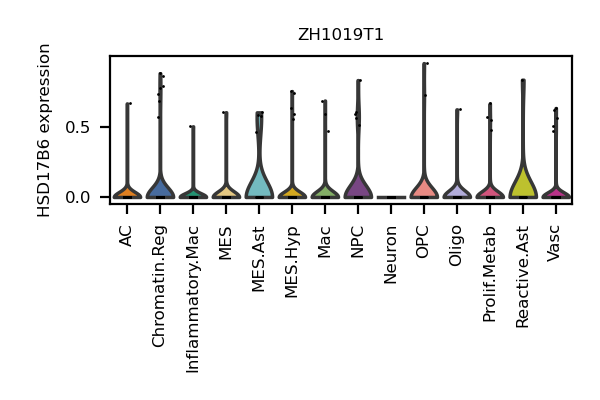 ZH1019T1
HSD17B6 expression
0.5
0.0
AC
Chromatin.Reg
Inflammatory.Mac
MES
MES.Ast
MES.Hyp
Mac
NPC
Neuron
OPC
Oligo
Prolif.Metab
Reactive.Ast
Vasc